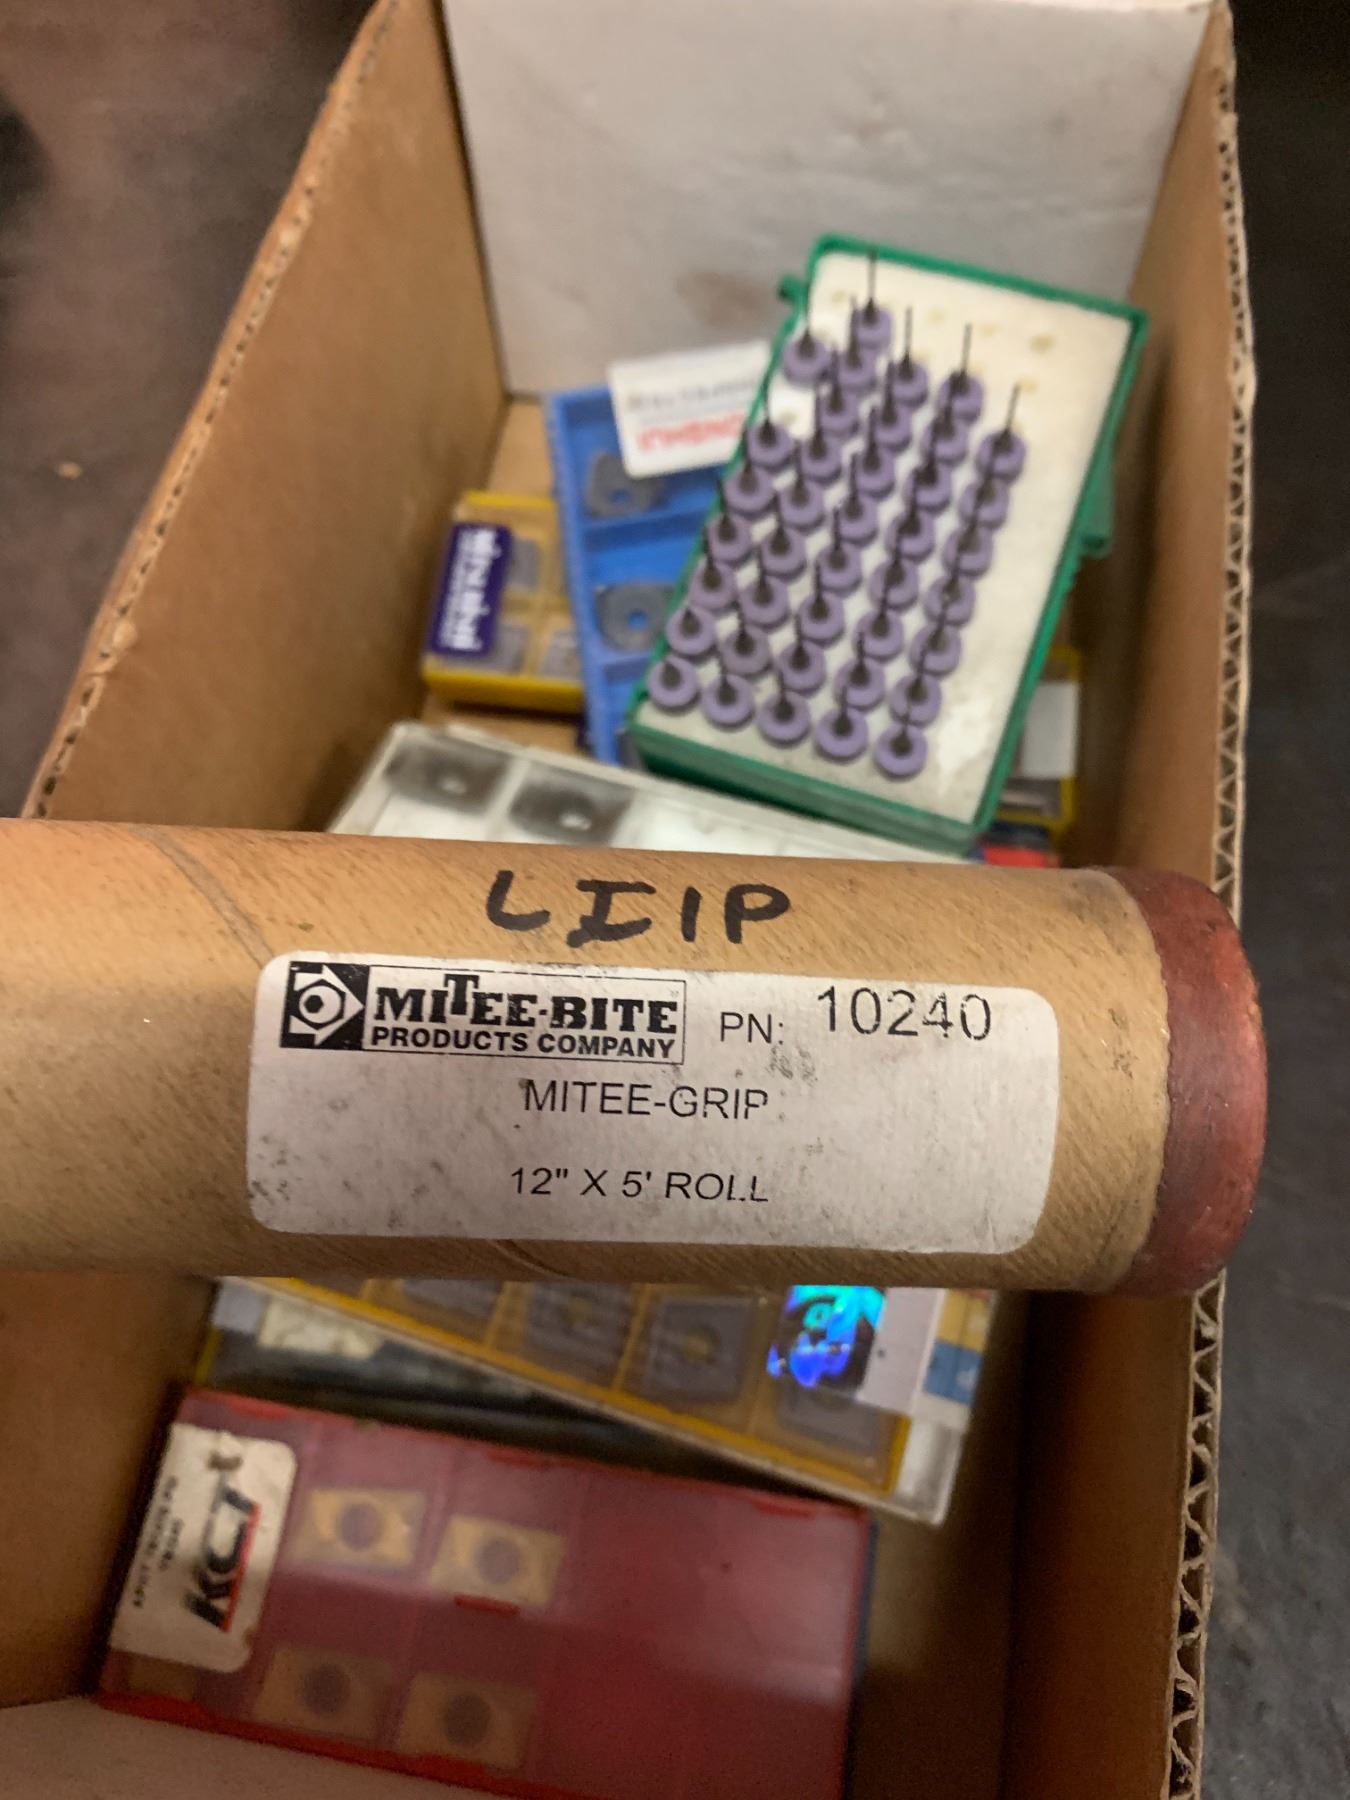 LIIP
MITEE-BITE
PRODUCTS COMPANY
PN: 10240
MITEE-GRIP
12" X 5' ROLL
KCT